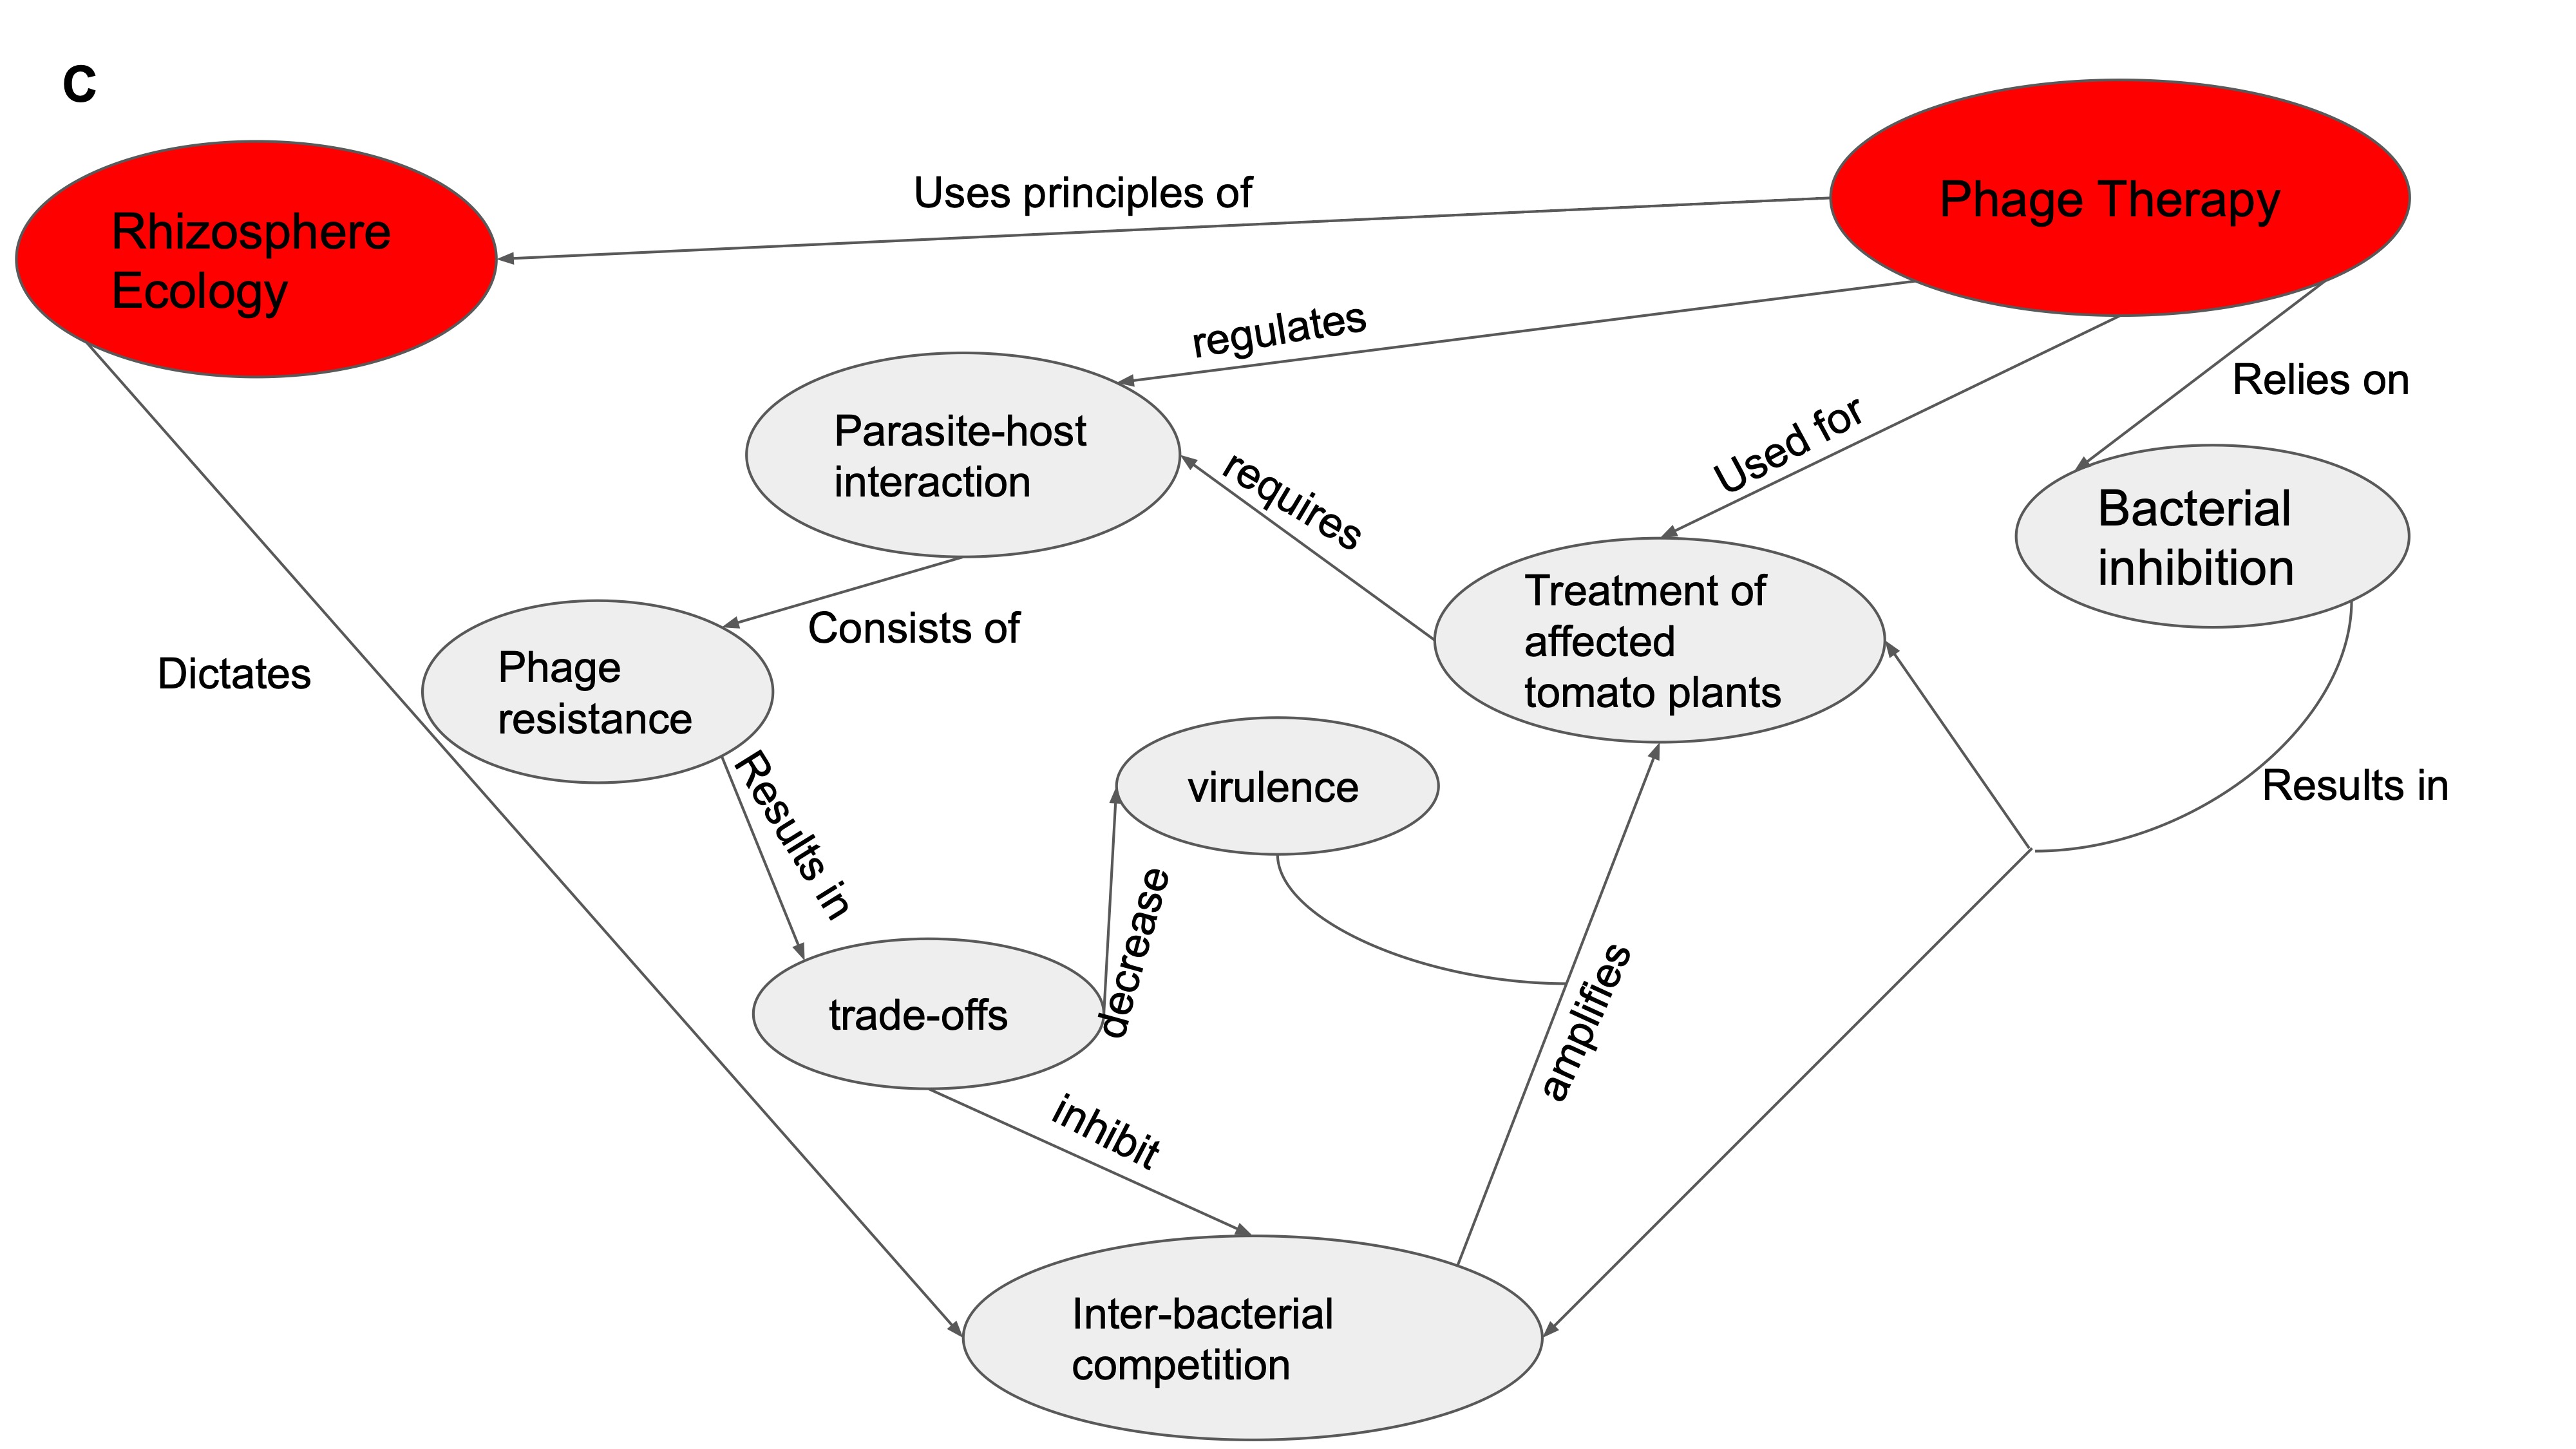 C
Phage Therapy
Uses principles of
Rhizosphere
Ecology
regulates
Relies on
Used for
Parasite-host
interaction
requires
Bacterial
inhibition
Treatment of
affected
tomato plants
Consists of
Phage
resistance
Dictates
Results in
virulence
Results in
decrease
trade-offs
amplifies
inhibit
Inter-bacterial
competition